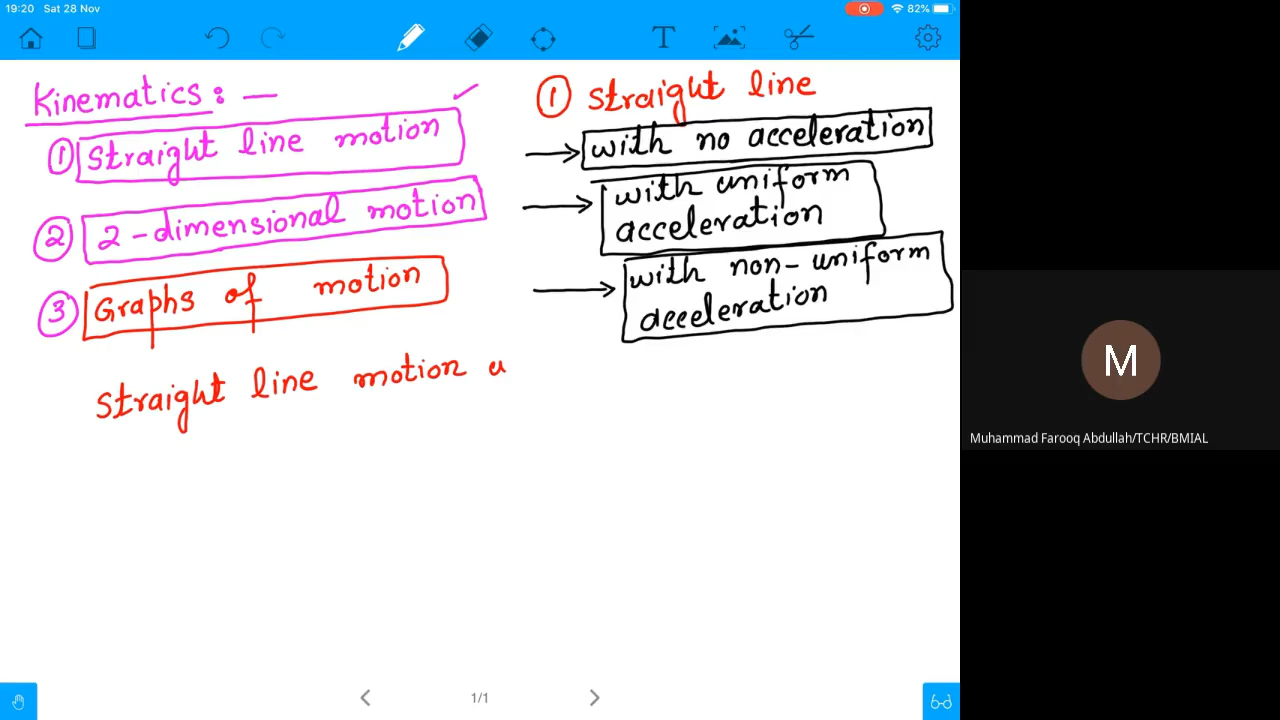 19:20 Sat 28 Nov
82%
T
Kinematics : —
① Straight line motion
② 2-dimensional motion
③ Graphs of motion
① Straight line
→ with no acceleration
→ with uniform
acceleration
→ with non-uniform
acceleration
Straight line motion
M
Muhammad Farooq Abdullah/TCHR/BMIAL
1/1